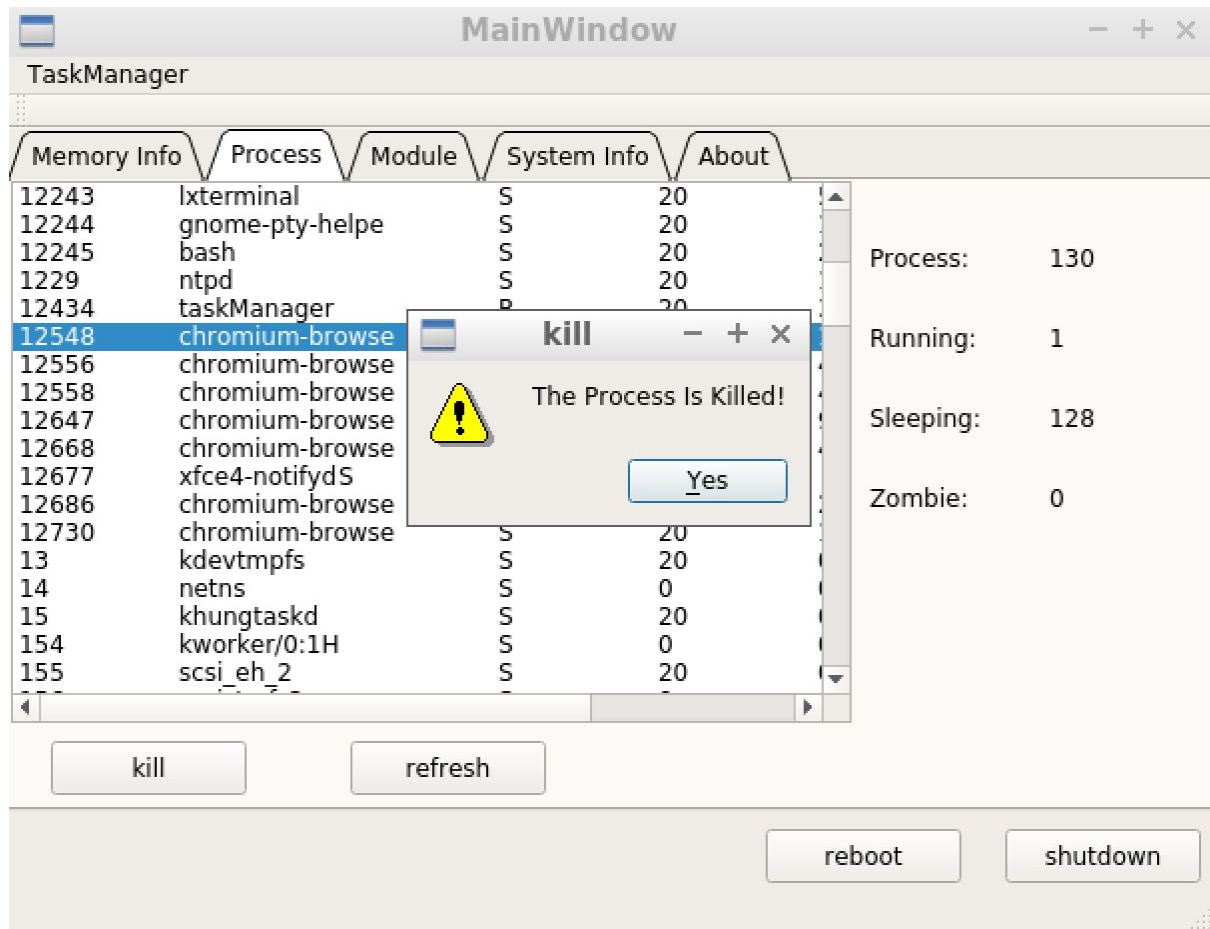 MainWindow
TaskManager
Memory Info Process Module System Info About
12243 lxterminal S 20
12244 gnome-pty-helpe S 20
12245 bash S 20
1229 ntpd S 20
12434 taskManager R 20
12548 chromium-browse
12556 chromium-browse
12558 chromium-browse
12647 chromium-browse
12668 chromium-browse
12677 xfce4-notifydS
12686 chromium-browse
12730 chromium-browse S 20
13 kdevtmpfs S 20
14 netns S 0
15 khungtaskd S 20
154 kworker/0:1H S 0
155 scsi_eh_2 S 20
Process: 130
Running: 1
Sleeping: 128
Zombie: 0
kill
The Process Is Killed!
Yes
kill refresh
reboot shutdown